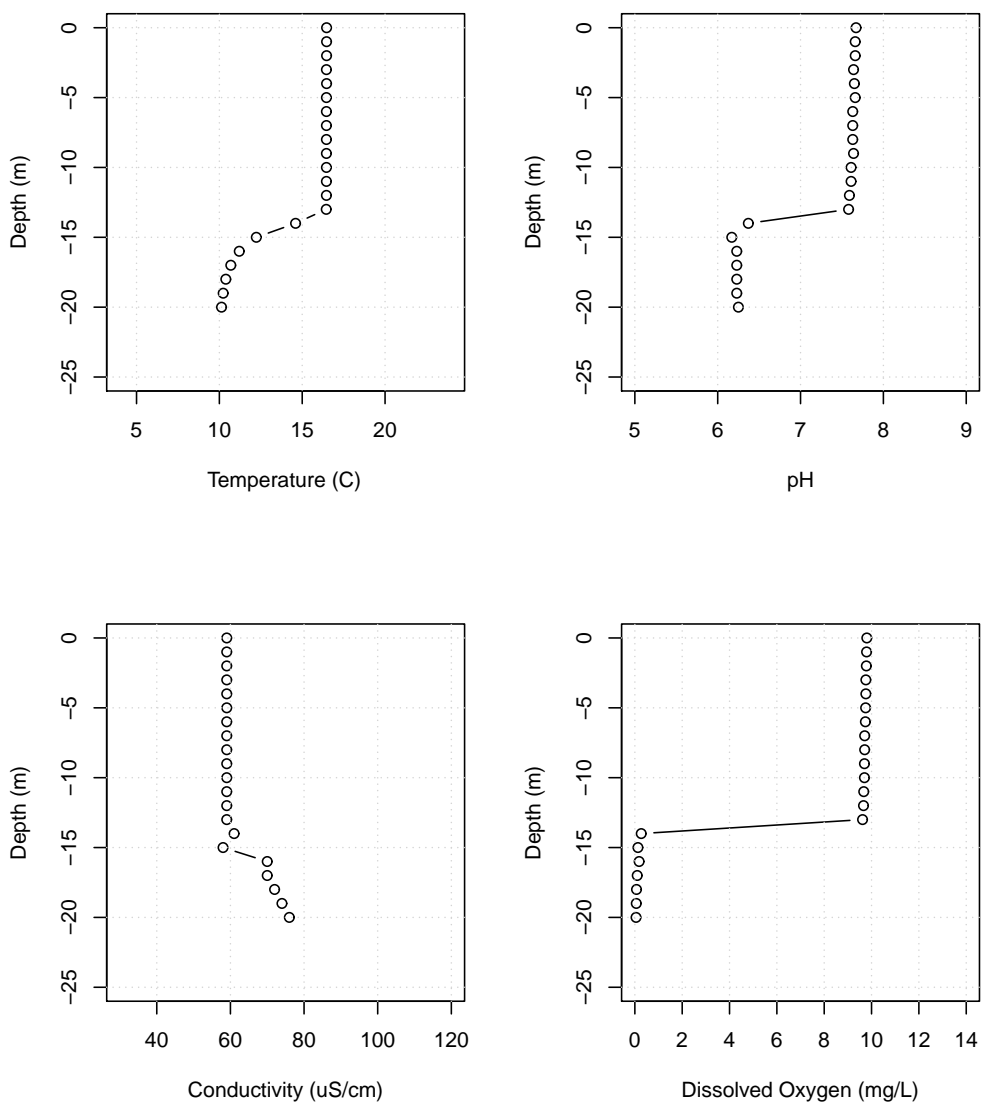 0
−5
−10
−15
−20
−25
Depth (m)
5 10 15 20
Temperature (C)
0
−5
−10
−15
−20
−25
Depth (m)
5 6 7 8 9
pH
0
−5
−10
−15
−20
−25
Depth (m)
40 60 80 100 120
Conductivity (uS/cm)
0
−5
−10
−15
−20
−25
Depth (m)
0 2 4 6 8 10 12 14
Dissolved Oxygen (mg/L)